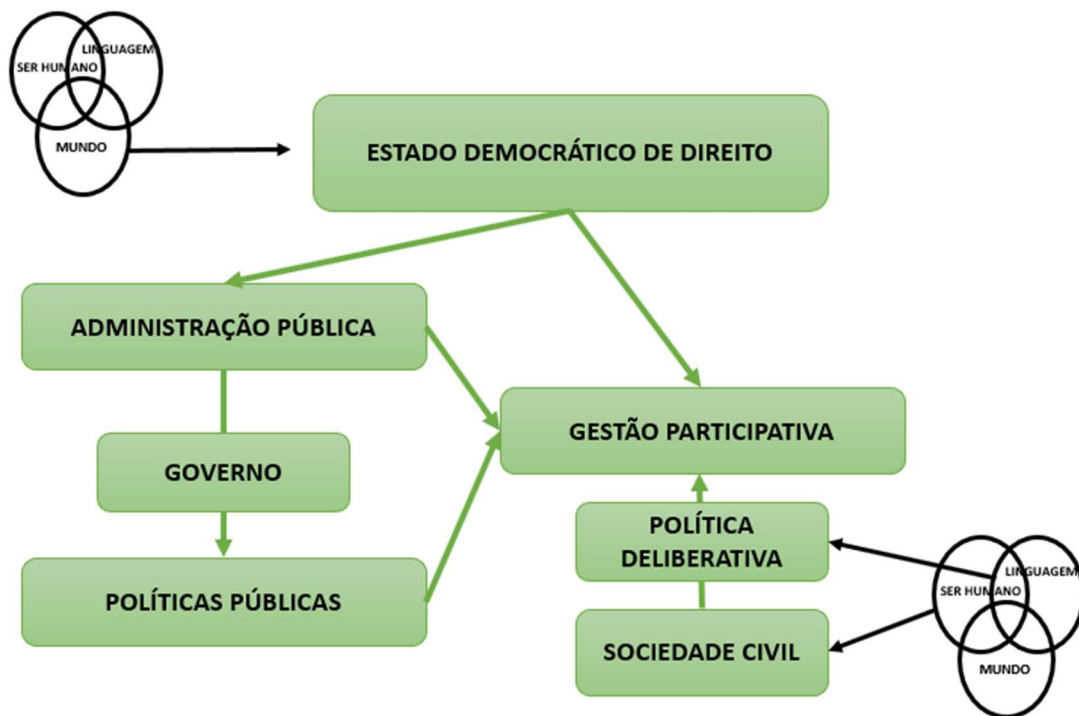 LINGUAGEM
SER HUMANO
MUNDO
ESTADO DEMOCRÁTICO DE DIREITO
ADMINISTRAÇÃO PÚBLICA
GESTÃO PARTICIPATIVA
GOVERNO
POLÍTICA
DELIBERATIVA
POLÍTICAS PÚBLICAS
SOCIEDADE CIVIL
LINGUAGEM
SER HUMANO
MUNDO